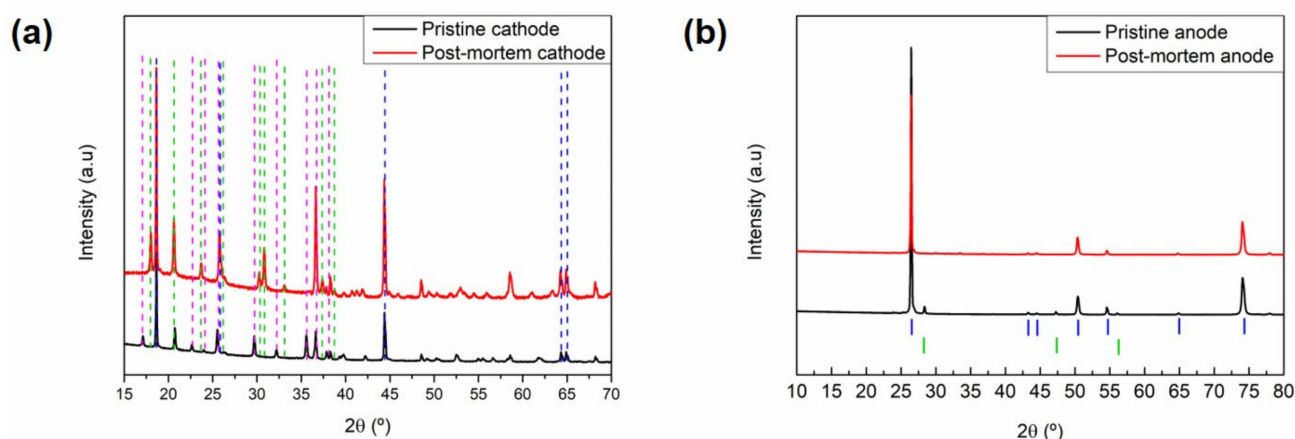 (a)
Pristine cathode
Post-mortem cathode
Intensity (a.u)
15 20 25 30 35 40 45 50 55 60 65 70
2θ (º)
(b)
Pristine anode
Post-mortem anode
Intensity (a.u)
10 15 20 25 30 35 40 45 50 55 60 65 70 75 80
2θ (º)